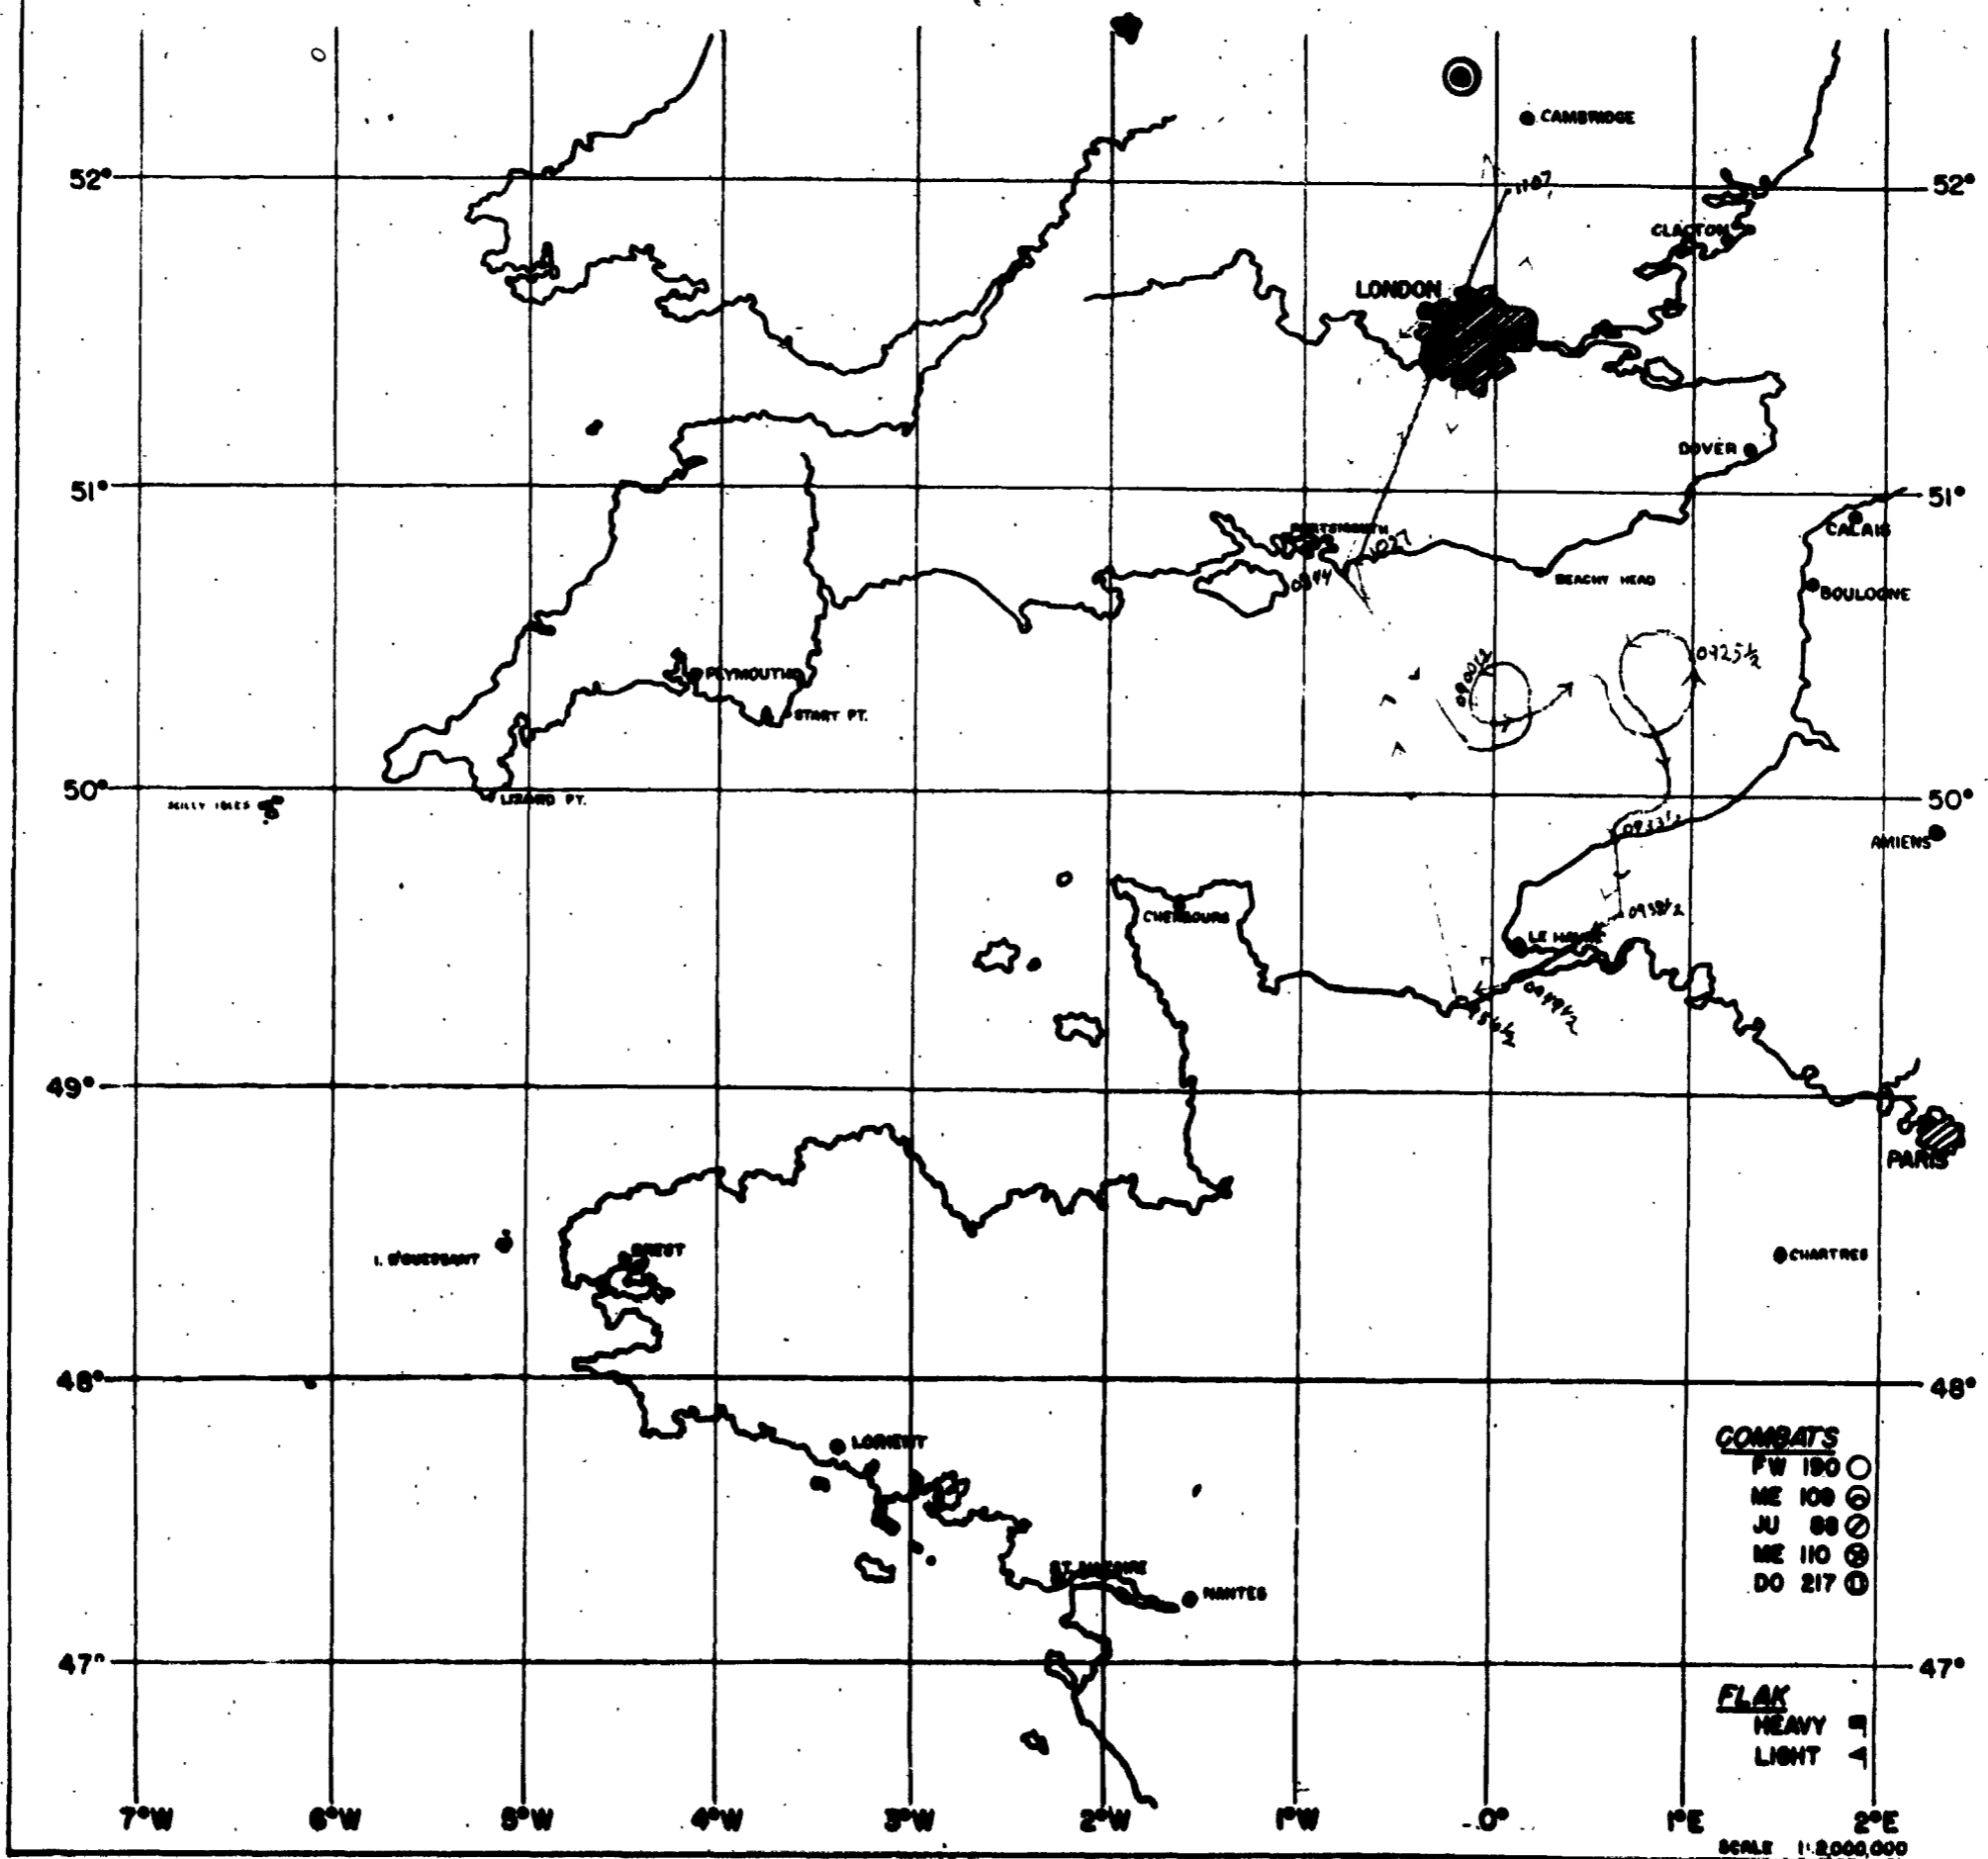 CAMBRIDGE
52°
52°
1107
CLACTON
LONDON
DOVER
51°
51°
CALAIS
PORTSMOUTH
1027
BEACHY HEAD
BOULOGNE
0925½
PLYMOUTH
START PT.
50°
50°
SCILLY ISLES
LIZARD PT.
0933½
AMIENS
CHERBOURG
0938½
LE HAVRE
0949½
49°
PARIS
I. D'OUESSANT
BREST
CHARTRES
48°
48°
LORIENT
COMBATS
FW 190
ME 109
JU 88
ME 110
DO 217
ST. NAZAIRE
NANTES
47°
47°
FLAK
HEAVY
LIGHT
7°W 6°W 5°W 4°W 3°W 2°W 1°W 0° 1°E 2°E
SCALE 1:2,000,000